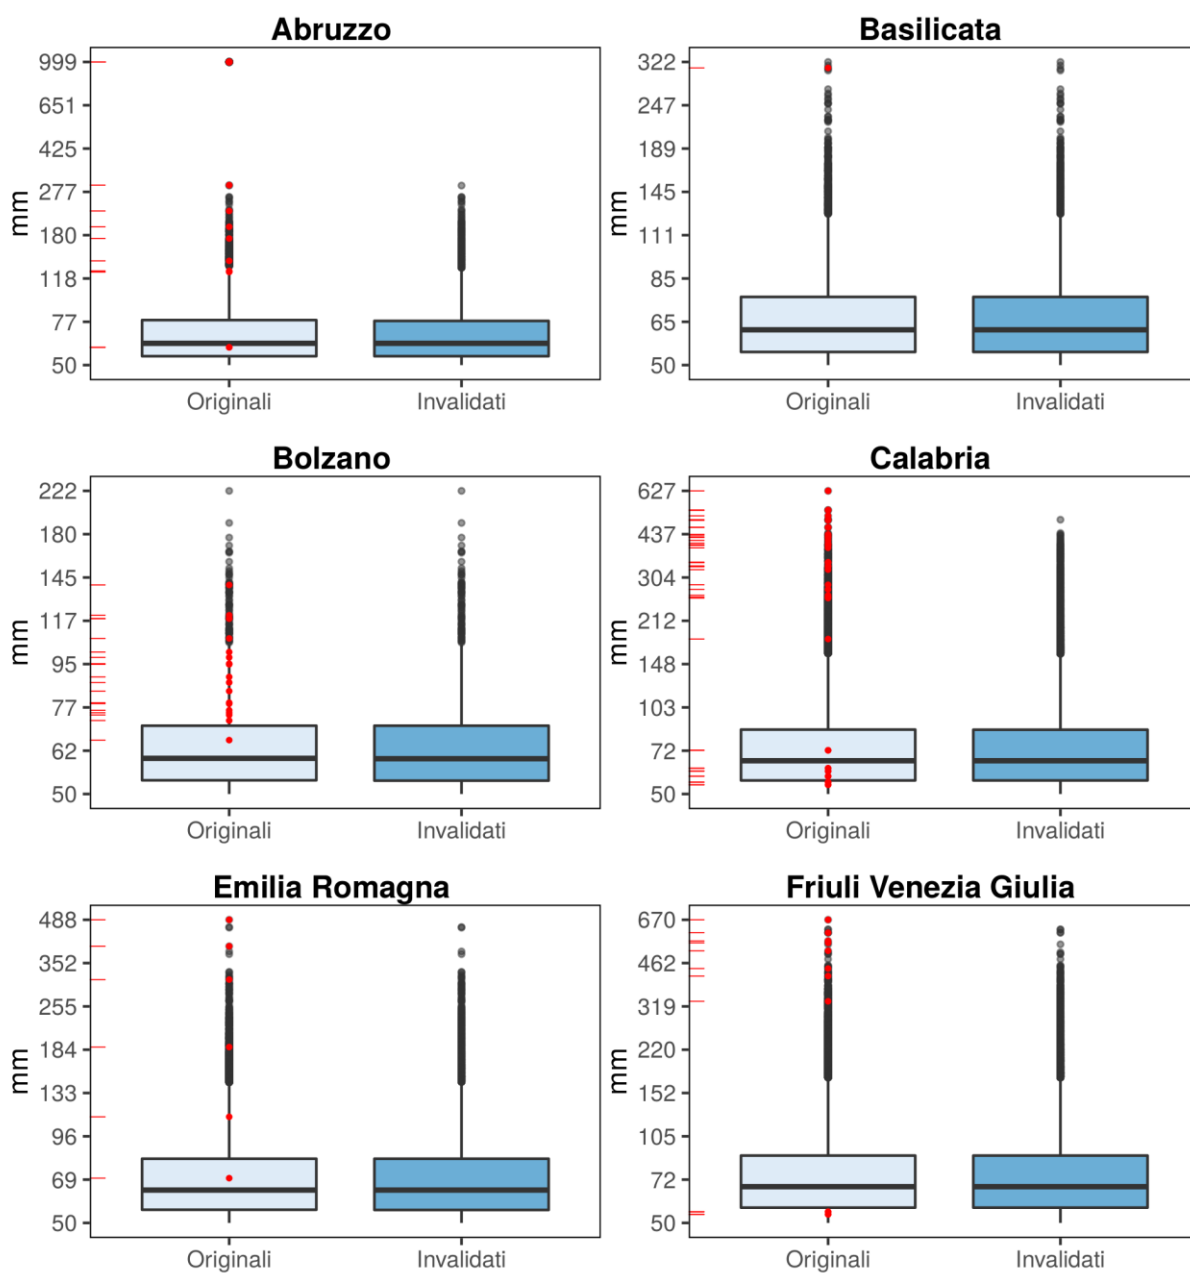 Abruzzo
999
651
425
277
180
118
77
50
mm
Originali
Invalidati
Basilicata
322
247
189
145
111
85
65
50
mm
Originali
Invalidati
Bolzano
222
180
145
117
95
77
62
50
mm
Originali
Invalidati
Calabria
627
437
304
212
148
103
72
50
mm
Originali
Invalidati
Emilia Romagna
488
352
255
184
133
96
69
50
mm
Originali
Invalidati
Friuli Venezia Giulia
670
462
319
220
152
105
72
50
mm
Originali
Invalidati